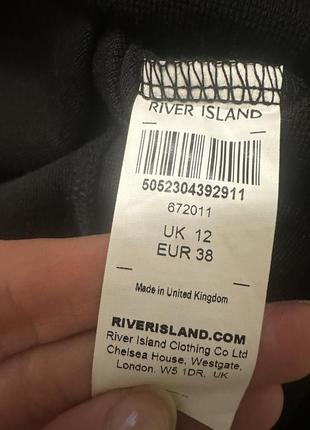 RIVER ISLAND
5052304392911
672011
UK 12
EUR 38
Made in United Kingdom
RIVERISLAND.COM
River Island Clothing Co Ltd
Chelsea House, Westgate,
London. W5 1DR. UK